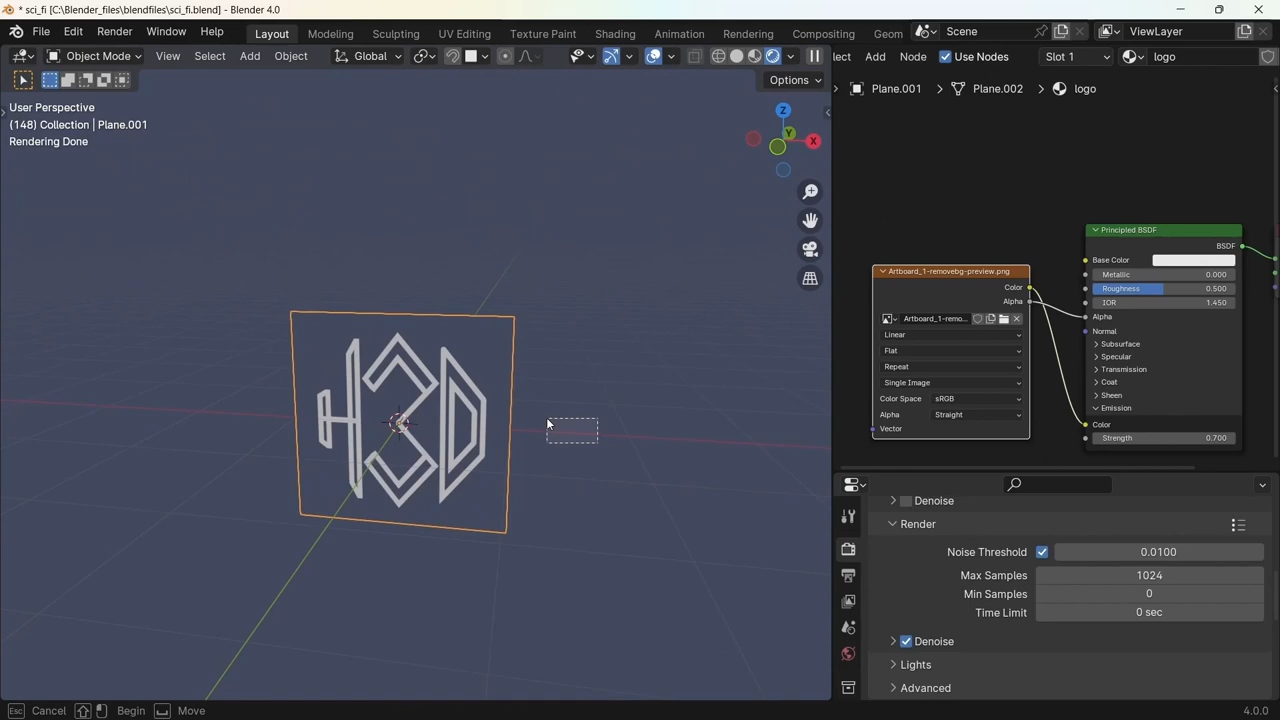 * sci_fi [C:\Blender_files\blendfiles\sci_fi.blend] - Blender 4.0
File Edit Render Window Help
Layout Modeling Sculpting UV Editing Texture Paint Shading Animation Rendering Compositing Geom
Scene
ViewLayer
Object Mode View Select Add Object
Global
lect Add Node Use Nodes
Slot 1
logo
Options
User Perspective
(148) Collection | Plane.001
Rendering Done
Z
Y
X
H3D
Plane.001 > Plane.002 > logo
Artboard_1-removebg-preview.png
Color
Alpha
Artboard_1-remo...
Linear
Flat
Repeat
Single Image
Color Space sRGB
Alpha Straight
Vector
Principled BSDF
BSDF
Base Color
Metallic 0.000
Roughness 0.500
IOR 1.450
Alpha
Normal
Subsurface
Specular
Transmission
Coat
Sheen
Emission
Color
Strength 0.700
Denoise
Render
Noise Threshold 0.0100
Max Samples 1024
Min Samples 0
Time Limit 0 sec
Denoise
Lights
Advanced
Esc Cancel Begin Move
4.0.0